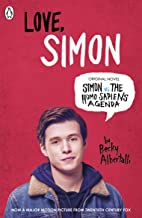 LOVE,
SIMON
ORIGINAL NOVEL
SIMON VS. THE
HOMO SAPIENS
AGENDA
by
Becky
Albertalli
NOW A MAJOR MOTION PICTURE FROM TWENTIETH CENTURY FOX